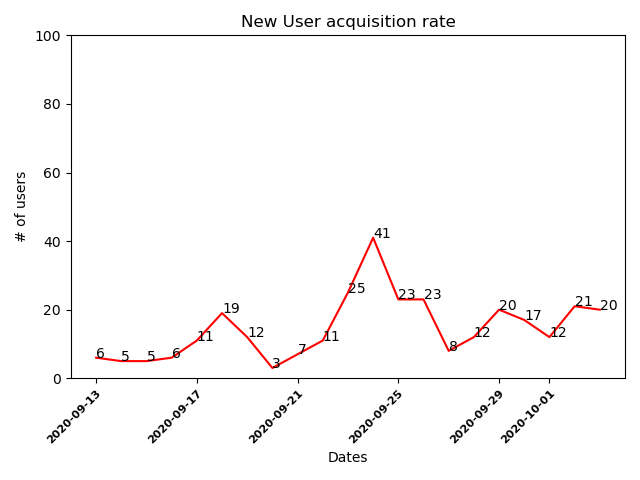 New User acquisition rate
100
80
60
40
20
0
# of users
6 5 5 6 11 19 12 3 7 11 25 41 23 23 8 12 20 17 12 21 20
2020-09-13 2020-09-17 2020-09-21 2020-09-25 2020-09-29 2020-10-01
Dates